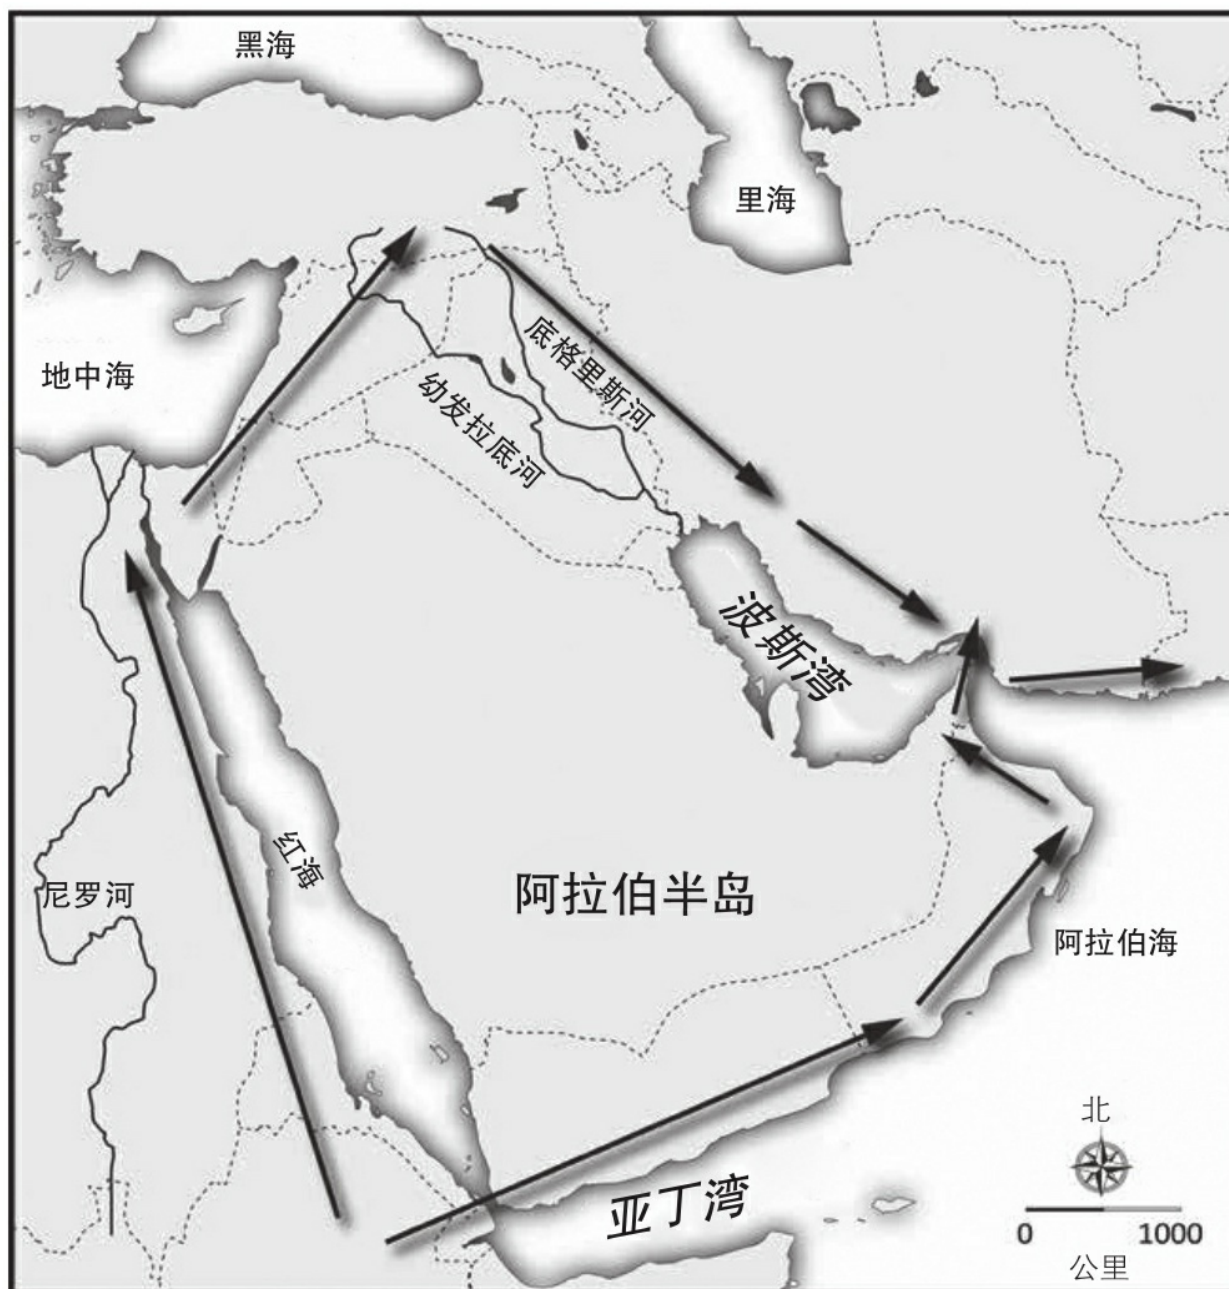 黑海
里海
地中海
底格里斯河
幼发拉底河
波斯湾
红海
尼罗河
阿拉伯半岛
阿拉伯海
亚丁湾
北
0 1000
公里